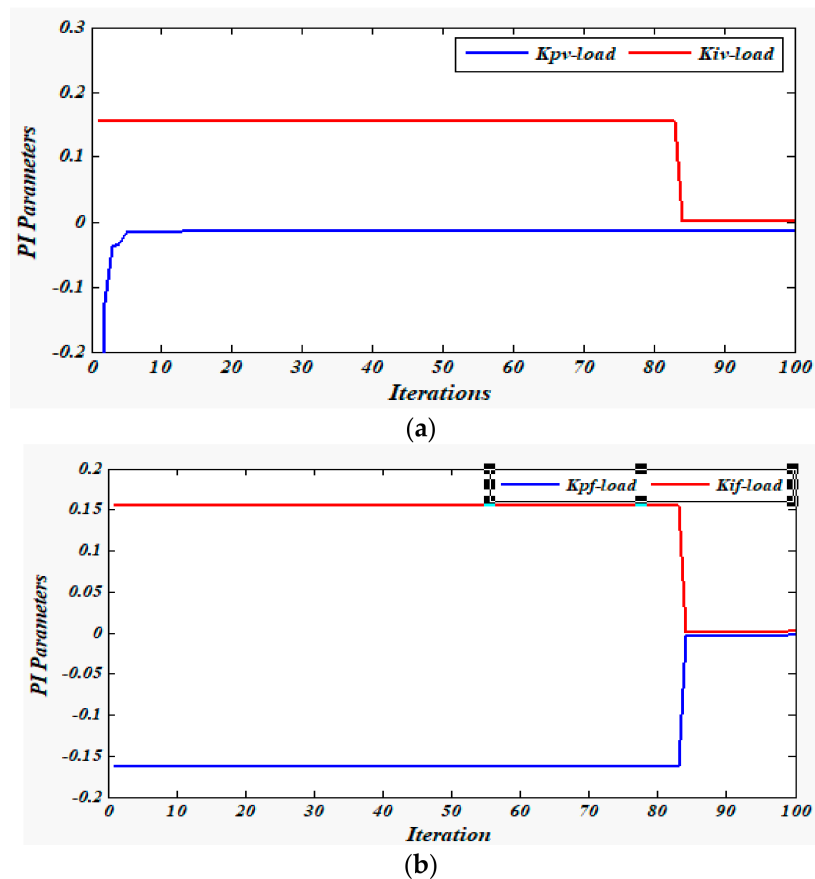 0.3
Kpv-load Kiv-load
0.2
0.1
0
-0.1
-0.2
PI Parameters
0 10 20 30 40 50 60 70 80 90 100
Iterations
(a)
0.2
Kpf-load Kif-load
0.15
0.1
0.05
0
-0.05
-0.1
-0.15
-0.2
PI Parameters
0 10 20 30 40 50 60 70 80 90 100
Iteration
(b)